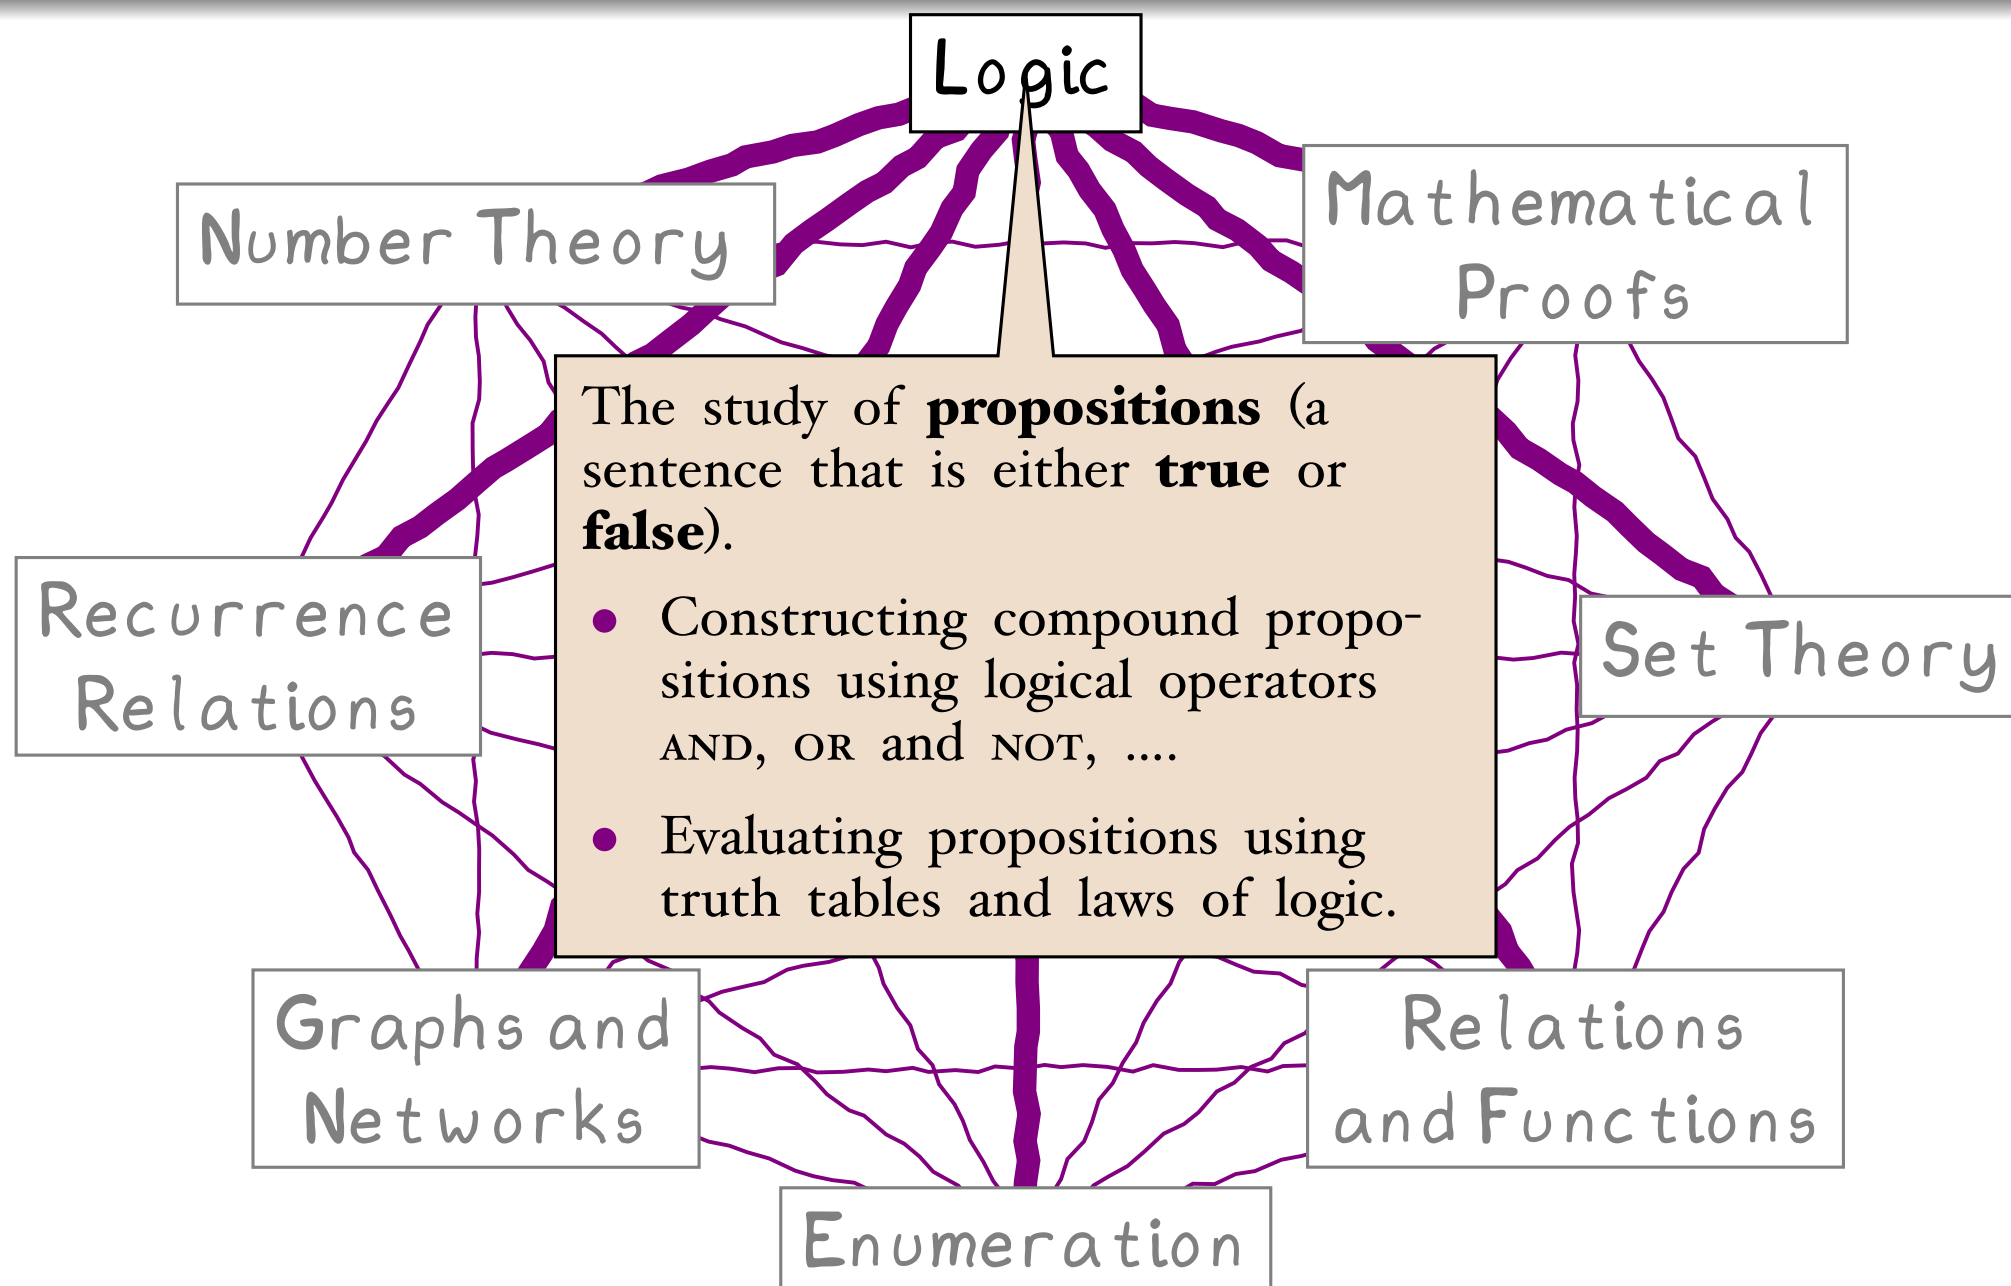 Logic
Number Theory
Mathematical
Proofs
The study of propositions (a
sentence that is either true or
false).
• Constructing compound propo-
sitions using logical operators
AND, OR and NOT, ....
• Evaluating propositions using
truth tables and laws of logic.
Recurrence
Relations
Set Theory
Graphs and
Networks
Relations
and Functions
Enumeration